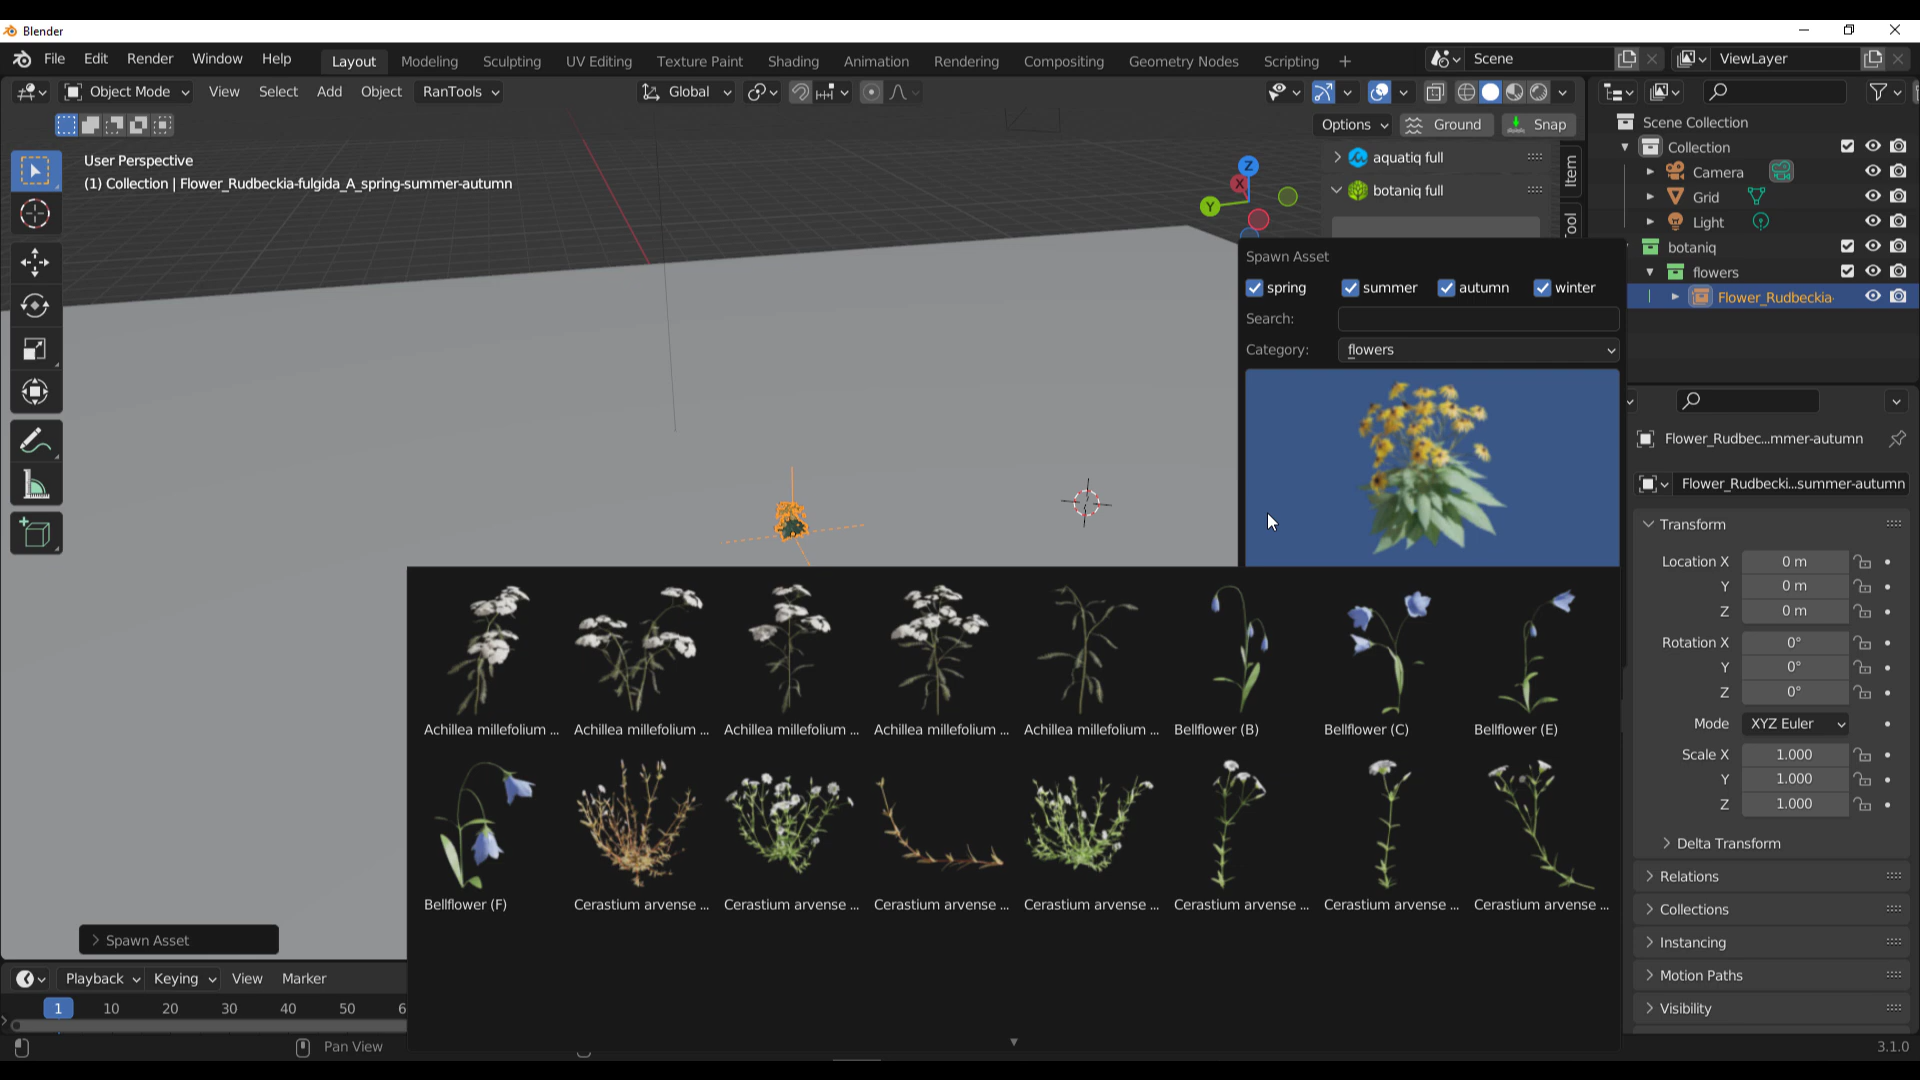 Blender
File Edit Render Window Help Layout Modeling Sculpting UV Editing Texture Paint Shading Animation Rendering Compositing Geometry Nodes Scripting + Scene ViewLayer
Object Mode View Select Add Object RanTools Global
Options Ground Snap
User Perspective
(1) Collection | Flower_Rudbeckia-fulgida_A_spring-summer-autumn
Z
X
Y
aquatiq full
botaniq full
Item
Tool
Scene Collection
Collection
Camera
Grid
Light
botaniq
flowers
Flower_Rudbeckia
Spawn Asset
spring summer autumn winter
Search:
Category: flowers
Achillea millefolium ... Achillea millefolium ... Achillea millefolium ... Achillea millefolium ... Achillea millefolium ... Bellflower (B) Bellflower (C) Bellflower (E)
Bellflower (F) Cerastium arvense ... Cerastium arvense ... Cerastium arvense ... Cerastium arvense ... Cerastium arvense ... Cerastium arvense ... Cerastium arvense ...
Flower_Rudbec...mmer-autumn
Flower_Rudbecki...summer-autumn
Transform
Location X 0 m
Y 0 m
Z 0 m
Rotation X 0°
Y 0°
Z 0°
Mode XYZ Euler
Scale X 1.000
Y 1.000
Z 1.000
Delta Transform
Relations
Collections
Instancing
Motion Paths
Visibility
Spawn Asset
Playback Keying View Marker
1 10 20 30 40 50 6
Pan View
3.1.0